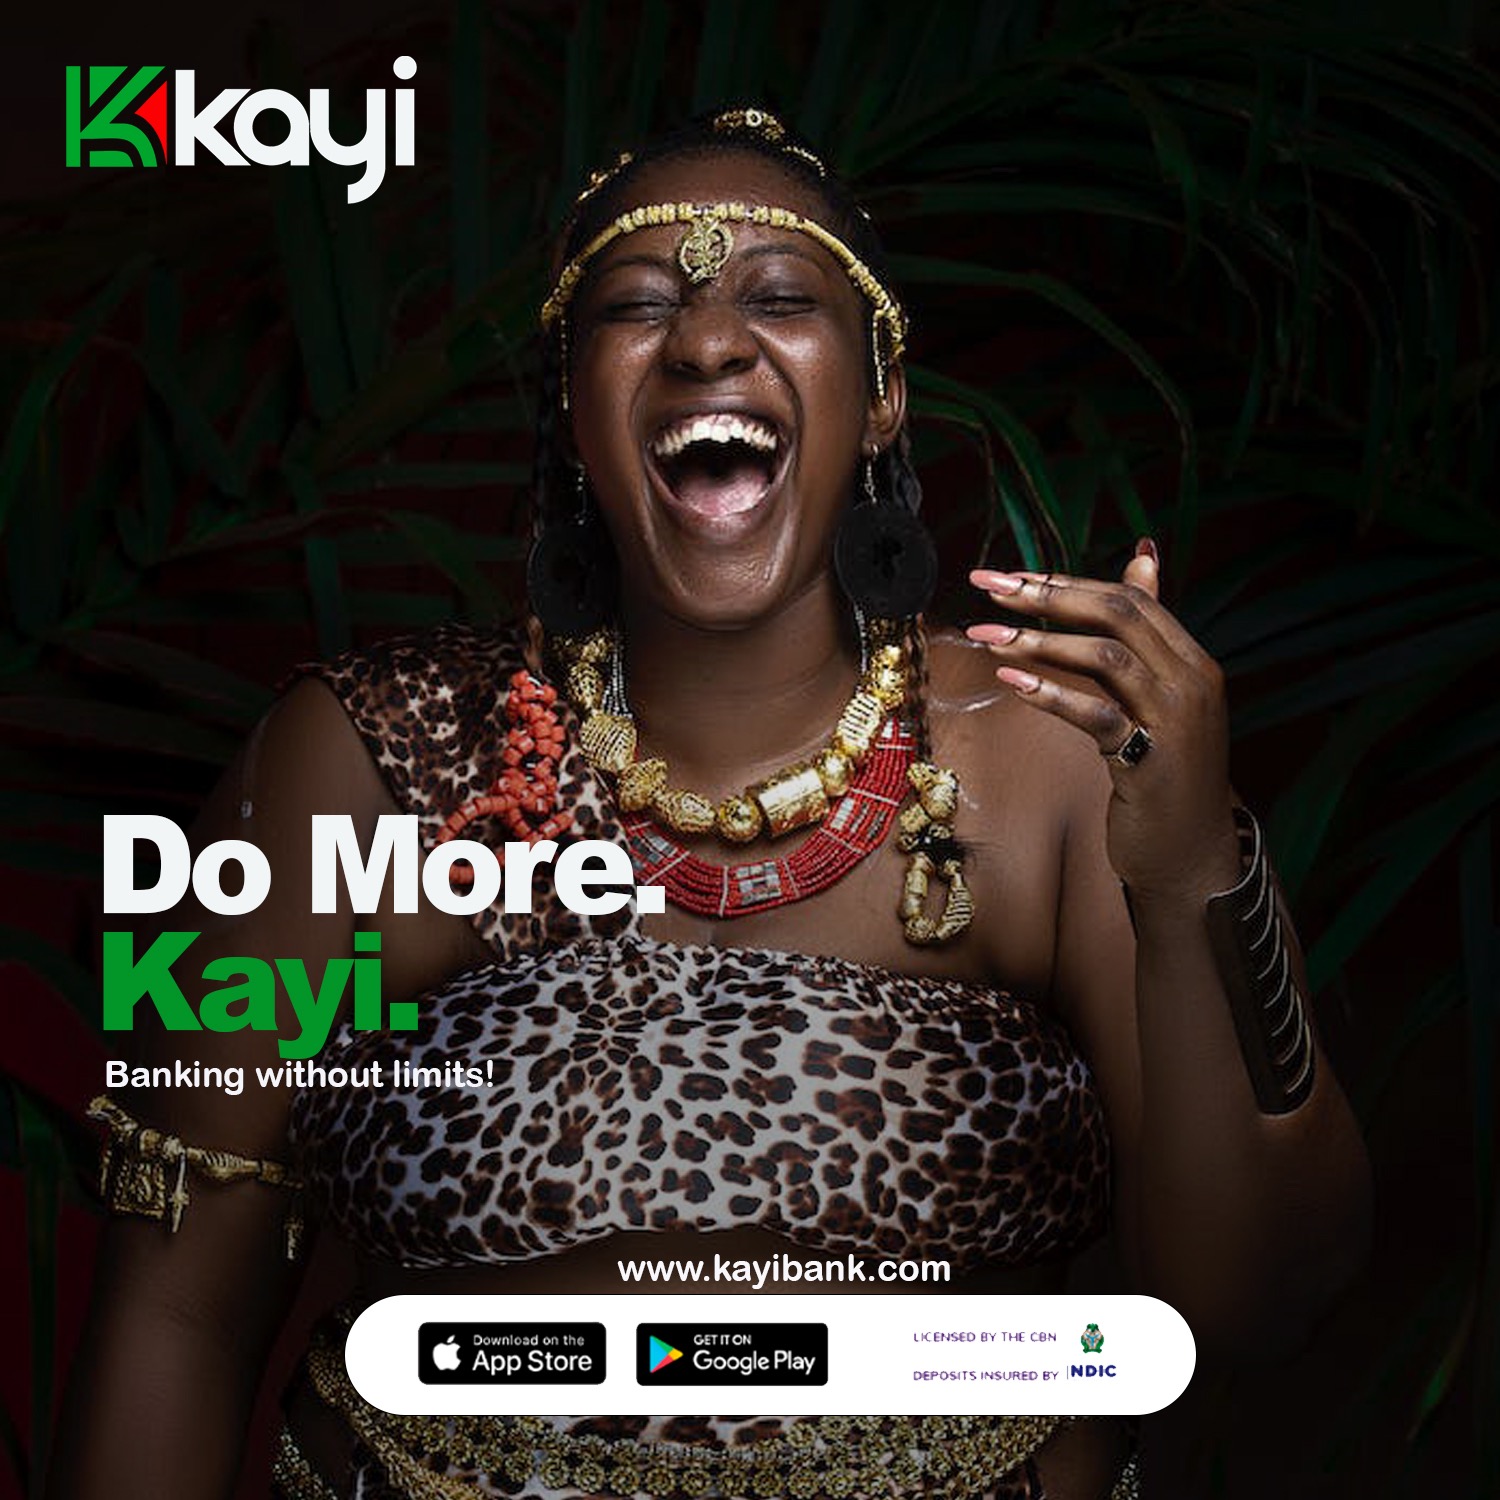 kayi
Do More.
Kayi.
Banking without limits!
www.kayibank.com
Download on the
App Store
GET IT ON
Google Play
LICENSED BY THE CBN
DEPOSITS INSURED BY NDIC